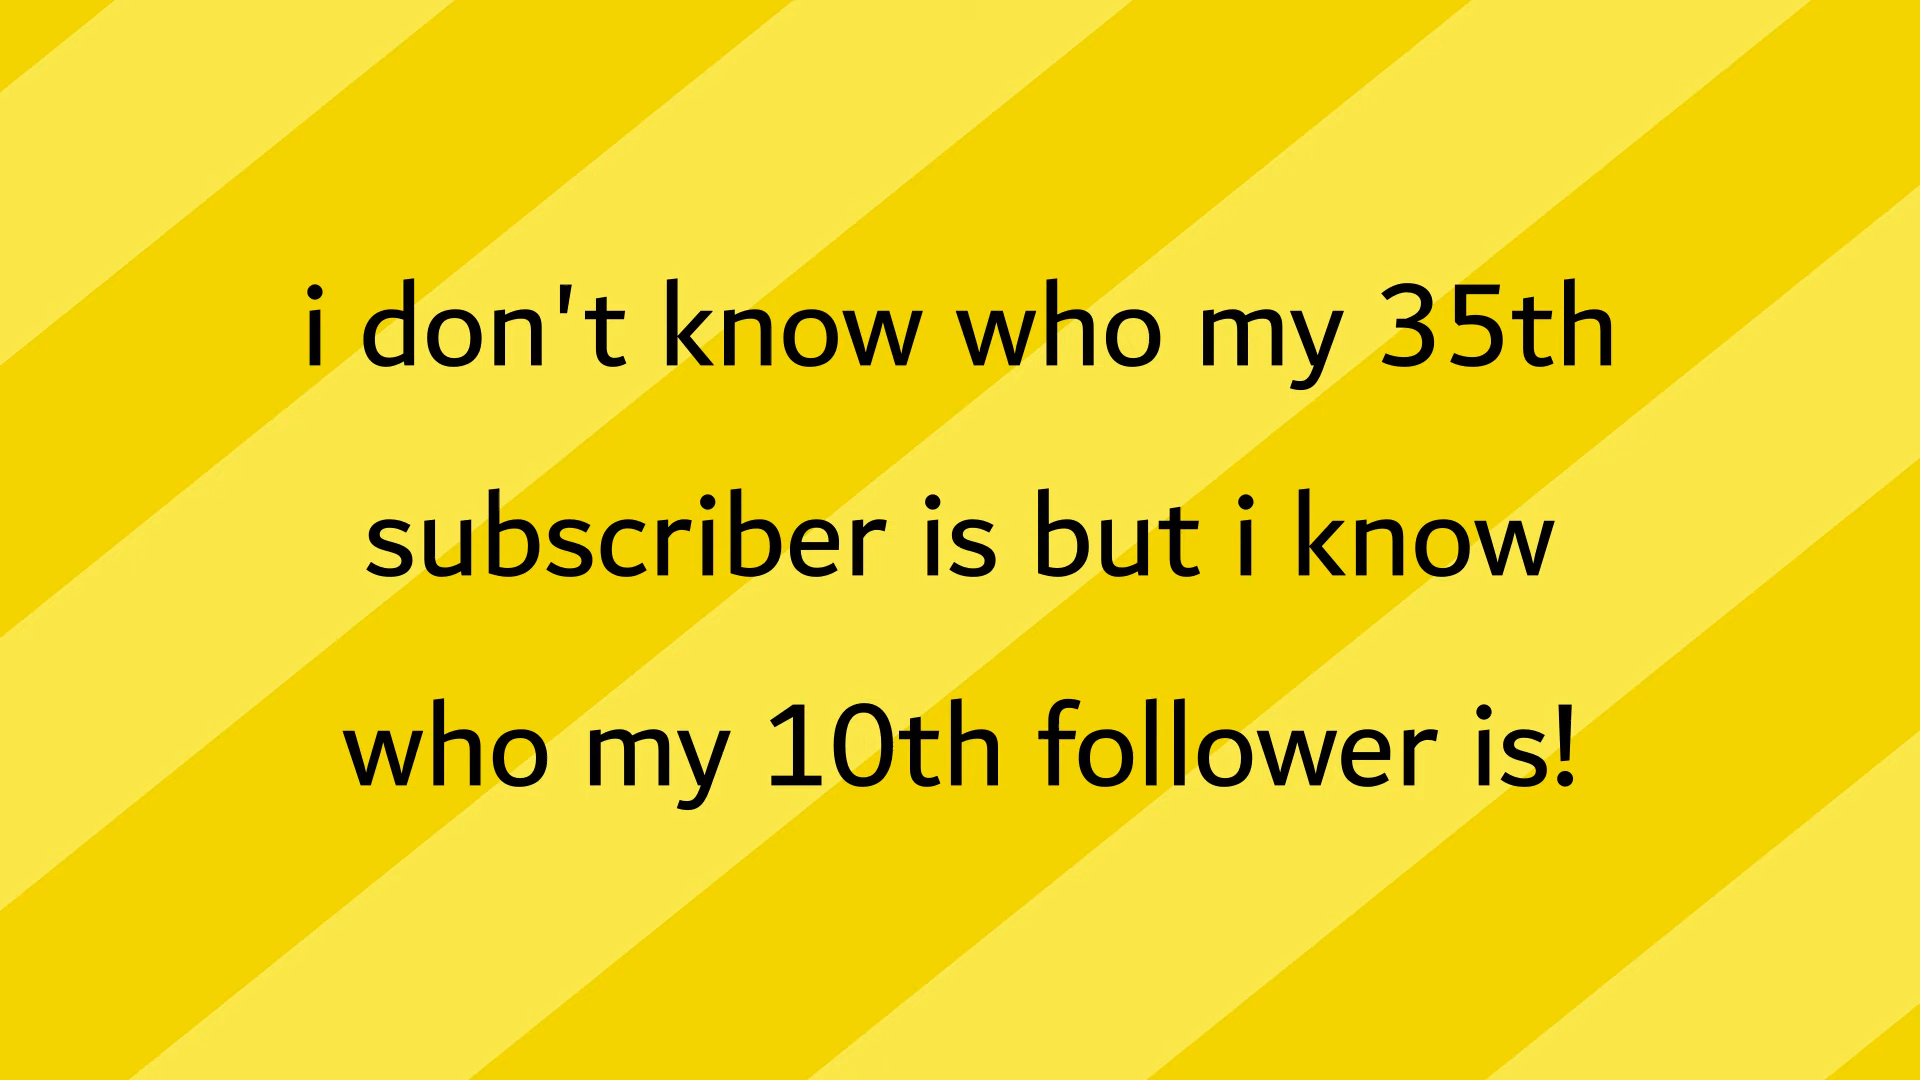 i don't know who my 35th
subscriber is but i know
who my 10th follower is!